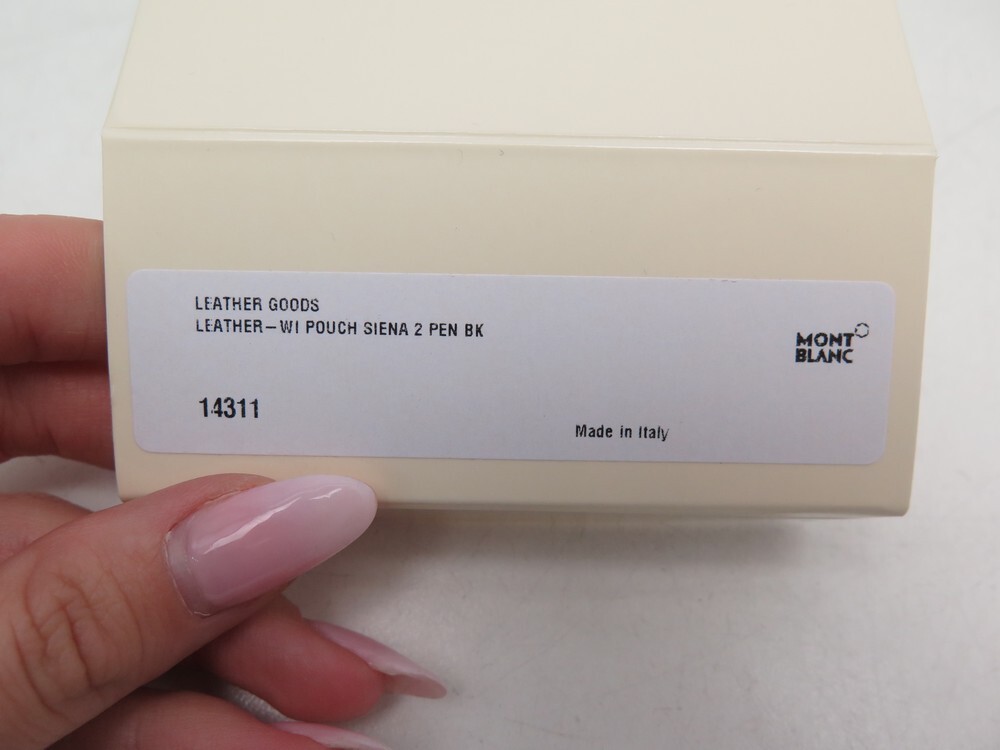 LEATHER GOODS
LEATHER-WI POUCH SIENA 2 PEN BK
MONT
BLANC
14311
Made in Italy